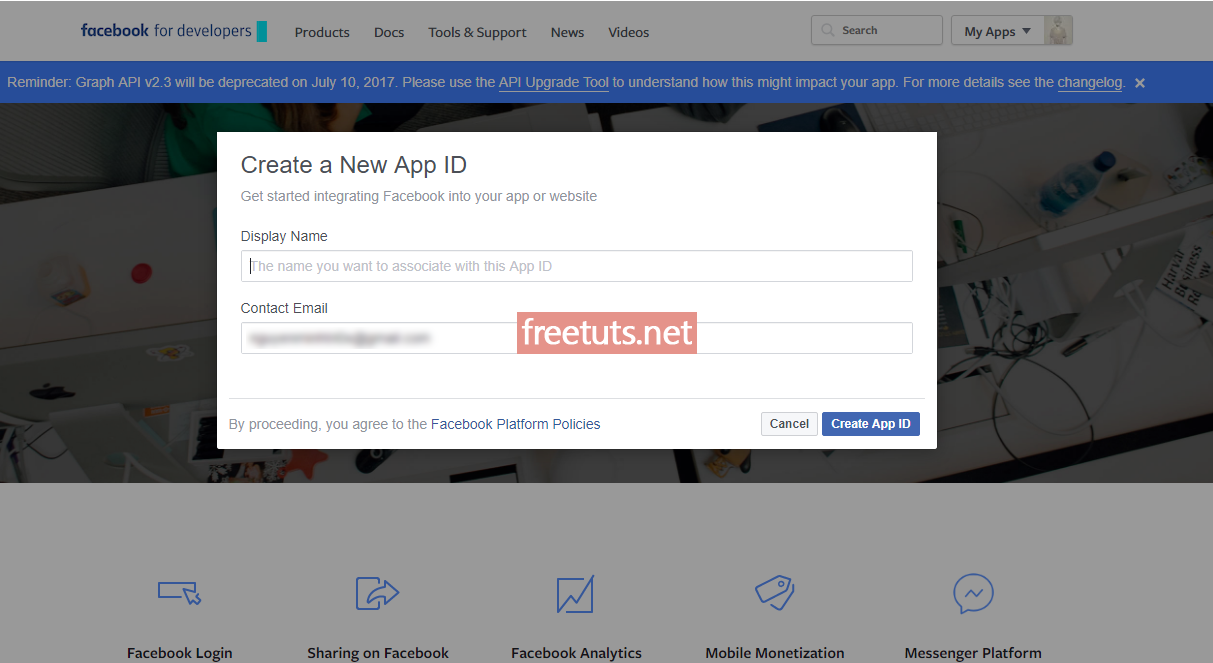 facebook for developers
Products
Docs
Tools & Support
News
Videos
Search
My Apps
Reminder: Graph API v2.3 will be deprecated on July 10, 2017. Please use the API Upgrade Tool to understand how this might impact your app. For more details see the changelog.
Create a New App ID
Get started integrating Facebook into your app or website
Display Name
The name you want to associate with this App ID
Contact Email
freetuts.net
By proceeding, you agree to the Facebook Platform Policies
Cancel
Create App ID
Harvard
Business
Facebook Login
Sharing on Facebook
Facebook Analytics
Mobile Monetization
Messenger Platform